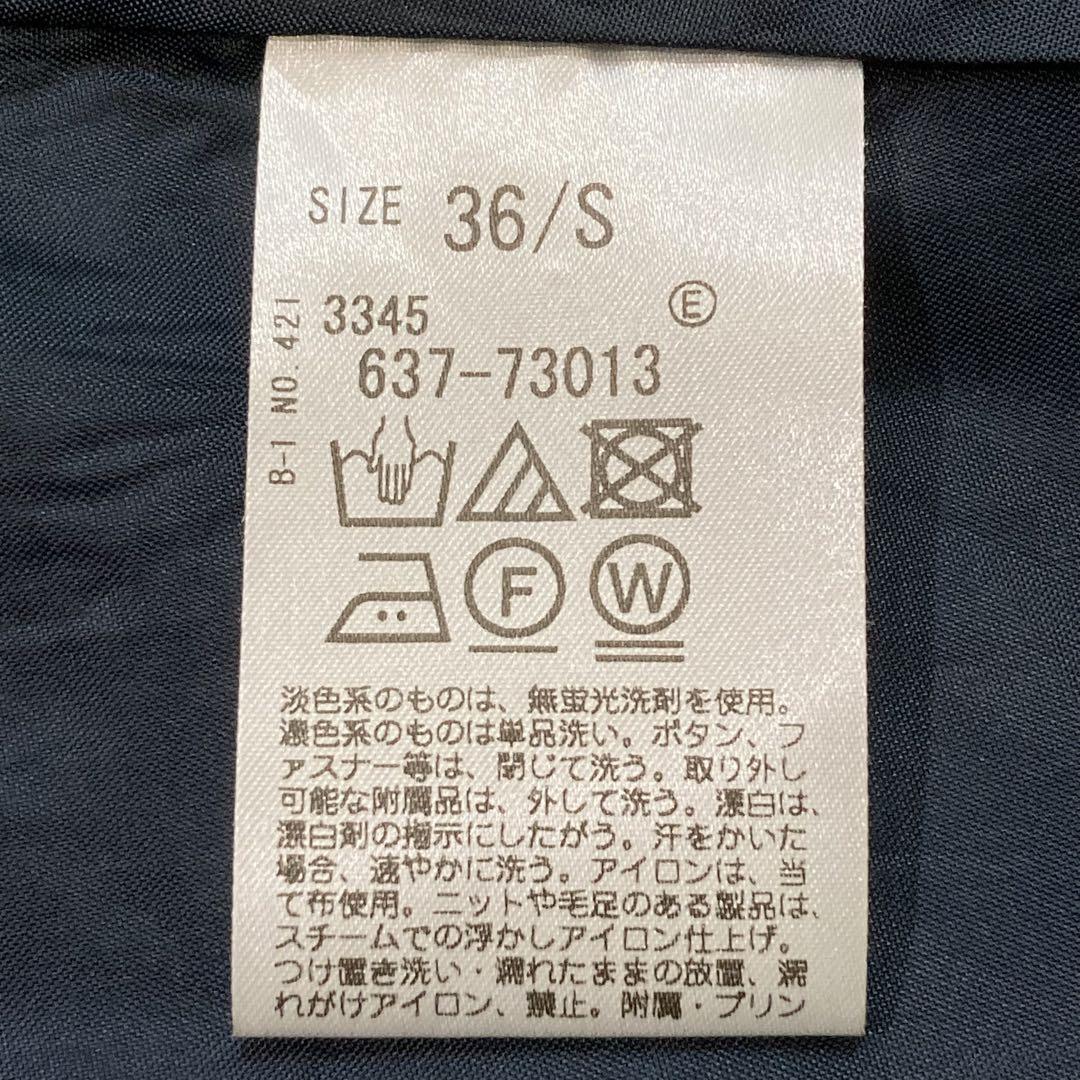 SIZE 36/S
B-I NO.421
3345 Ⓔ
637-73013
F W
淡色系のものは、無蛍光洗剤を使用。
濃色系のものは単品洗い。ボタン、フ
ァスナー等は、閉じて洗う。取り外し
可能な附属品は、外して洗う。漂白は、
漂白剤の指示にしたがう。汗をかいた
場合、速やかに洗う。アイロンは、当
て布使用。ニットや毛足のある製品は、
スチームでの浮かしアイロン仕上げ。
つけ置き洗い・濡れたままの放置、濡
れがけアイロン、禁止。附属・プリン